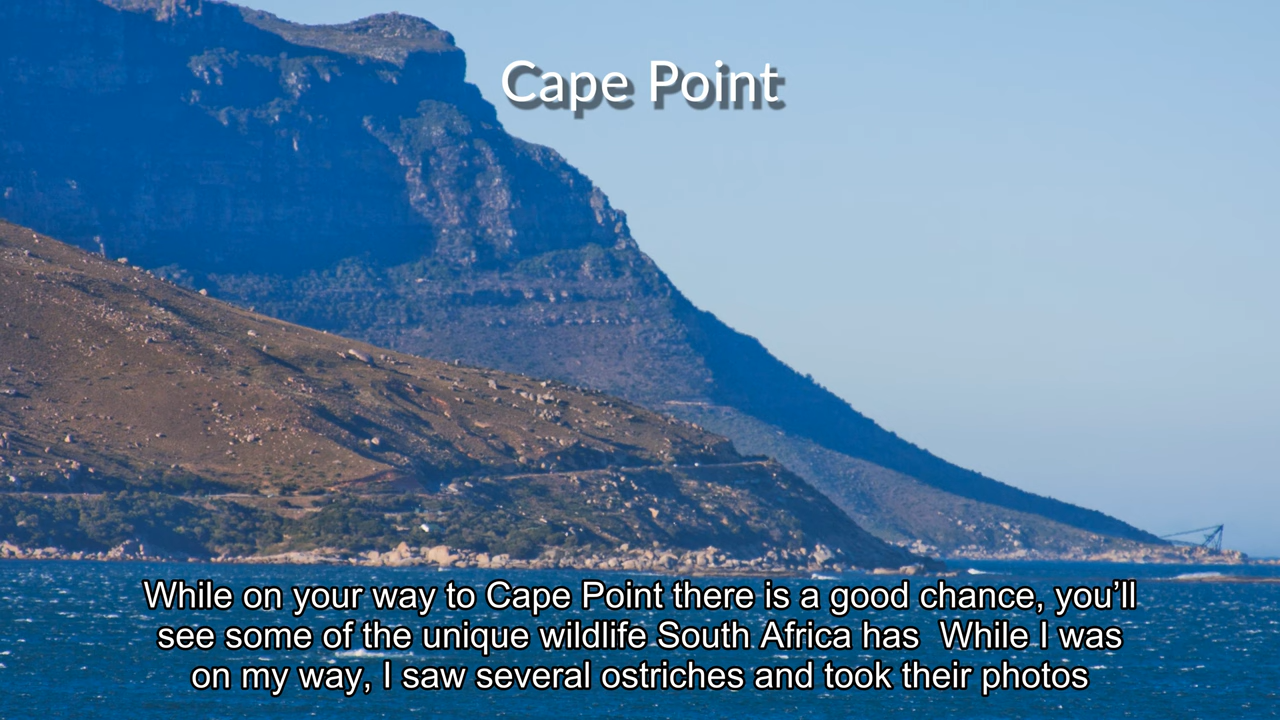 Cape Point
While on your way to Cape Point there is a good chance, you’ll
see some of the unique wildlife South Africa has  While I was
on my way, I saw several ostriches and took their photos